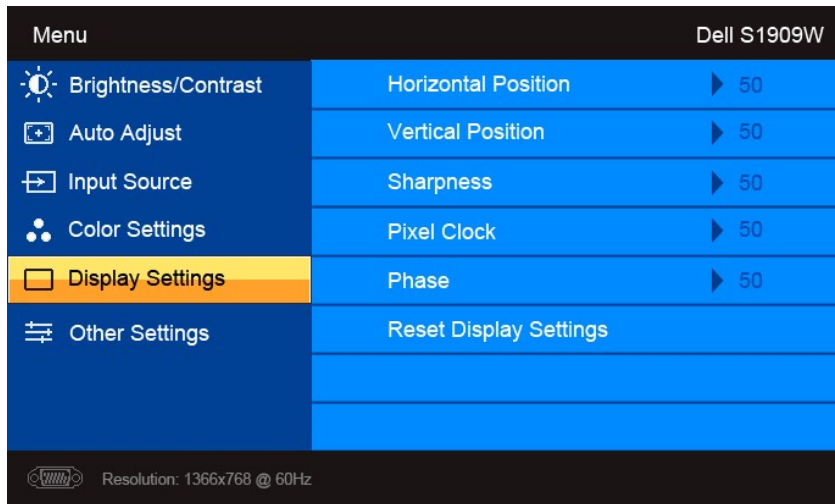 Menu Dell S1909W
Brightness/Contrast
Auto Adjust
Input Source
Color Settings
Display Settings
Other Settings
Horizontal Position 50
Vertical Position 50
Sharpness 50
Pixel Clock 50
Phase 50
Reset Display Settings
Resolution: 1366x768 @ 60Hz